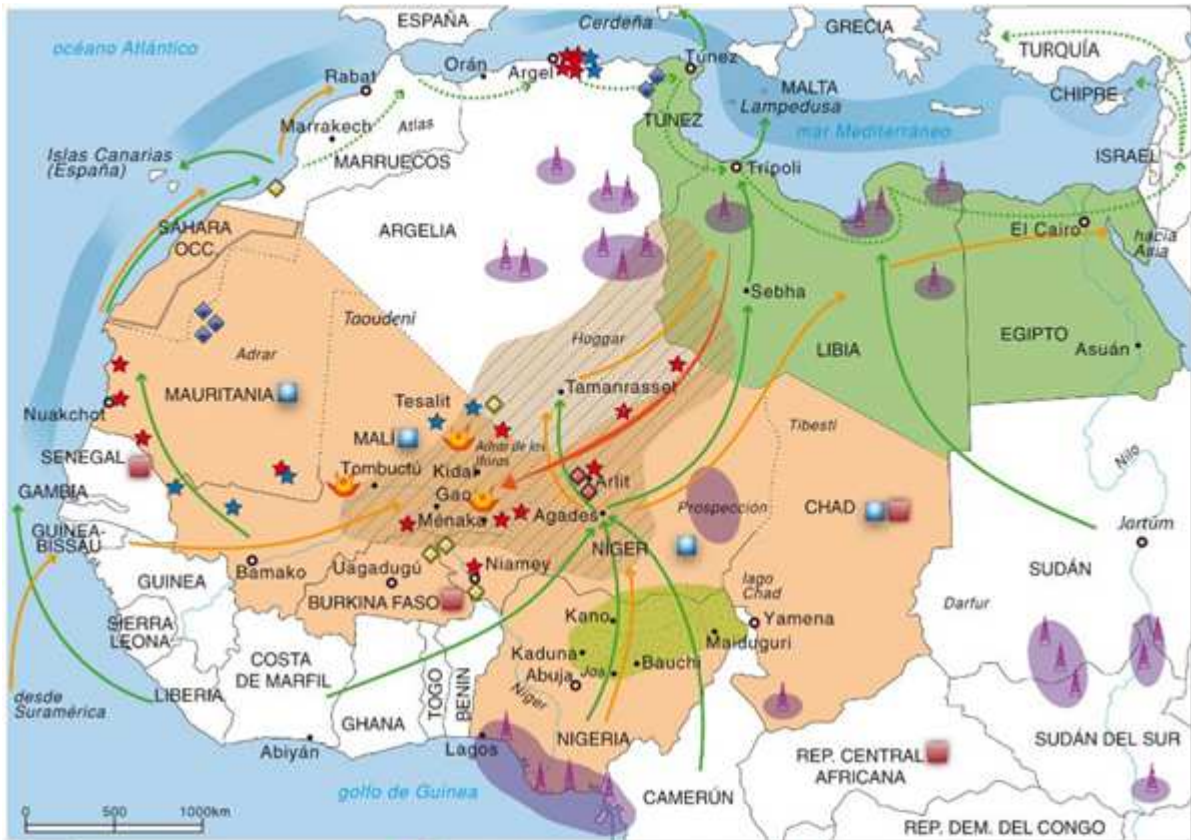 ESPAÑA
Cerdeña
GRECIA
océano Atlántico
TURQUÍA
Túnez
Orán
Argel
Rabat
MALTA
Lampedusa
CHIPRE
TÚNEZ
Marrakech
Atlas
mar Mediterráneo
Islas Canarias
(España)
MARRUECOS
ISRAEL
Trípoli
SÁHARA
OCC.
ARGELIA
El Cairo
hacia
Asia
Sebha
Taoudeni
Hoggar
EGIPTO
Adrar
LIBIA
Asuán
MAURITANIA
Tamanrasset
Nuakchot
Tesalit
Tibesti
MALÍ
Adrar de los
Iforas
SENEGAL
Tombuctú
Kidal
Arlit
Nilo
GAMBIA
Gao
Prospección
CHAD
GUINEA-
BISSAU
Ménaka
Agades
Jartúm
NÍGER
Bamako
Niamey
GUINEA
Uagadugú
lago
Chad
SUDÁN
BURKINA FASO
Darfur
SIERRA
LEONA
Kano
Yamena
Maiduguri
COSTA
DE MARFIL
Kaduna
Bauchi
Abuja
Jos
LIBERIA
TOGO
BENIN
Níger
desde
Suramérica
GHANA
Abiyán
Lagos
NIGERIA
SUDÁN DEL SUR
REP. CENTRAL
AFRICANA
golfo de Guinea
CAMERÚN
0 500 1000km
REP. DEM. DEL CONGO